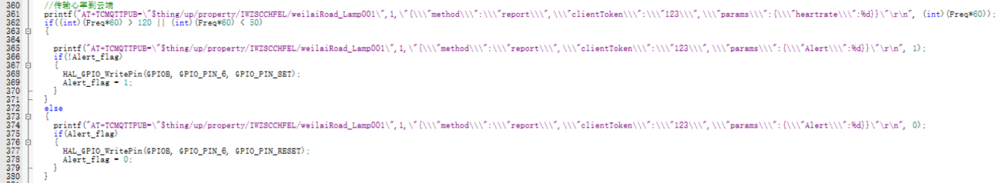 360 //传输心率到云端
361 printf("AT+TCMQTTPUB=\"$thing/up/property/IWZSCCHFEL/weilaiRoad_Lamp001\",1,\"{\\\"method\\\":\\\"report\\\",\\\"clientToken\\\":\\\"123\\\",\\\"params\\\":{\\\"heartrate\\\":%d}}\"\r\n", (int)(Freq*60));
362 if((int)(Freq*60) > 120 || (int)(Freq*60) < 50)
363 {
364
365 printf("AT+TCMQTTPUB=\"$thing/up/property/IWZSCCHFEL/weilaiRoad_Lamp001\",1,\"{\\\"method\\\":\\\"report\\\",\\\"clientToken\\\":\\\"123\\\",\\\"params\\\":{\\\"Alert\\\":%d}}\"\r\n", 1);
366 if(!Alert_flag)
367 {
368 HAL_GPIO_WritePin(GPIOB, GPIO_PIN_6, GPIO_PIN_SET);
369 Alert_flag = 1;
370 }
371 }
372 else
373 {
374 printf("AT+TCMQTTPUB=\"$thing/up/property/IWZSCCHFEL/weilaiRoad_Lamp001\",1,\"{\\\"method\\\":\\\"report\\\",\\\"clientToken\\\":\\\"123\\\",\\\"params\\\":{\\\"Alert\\\":%d}}\"\r\n", 0);
375 if(Alert_flag)
376 {
377 HAL_GPIO_WritePin(GPIOB, GPIO_PIN_6, GPIO_PIN_RESET);
378 Alert_flag = 0;
379 }
380 }